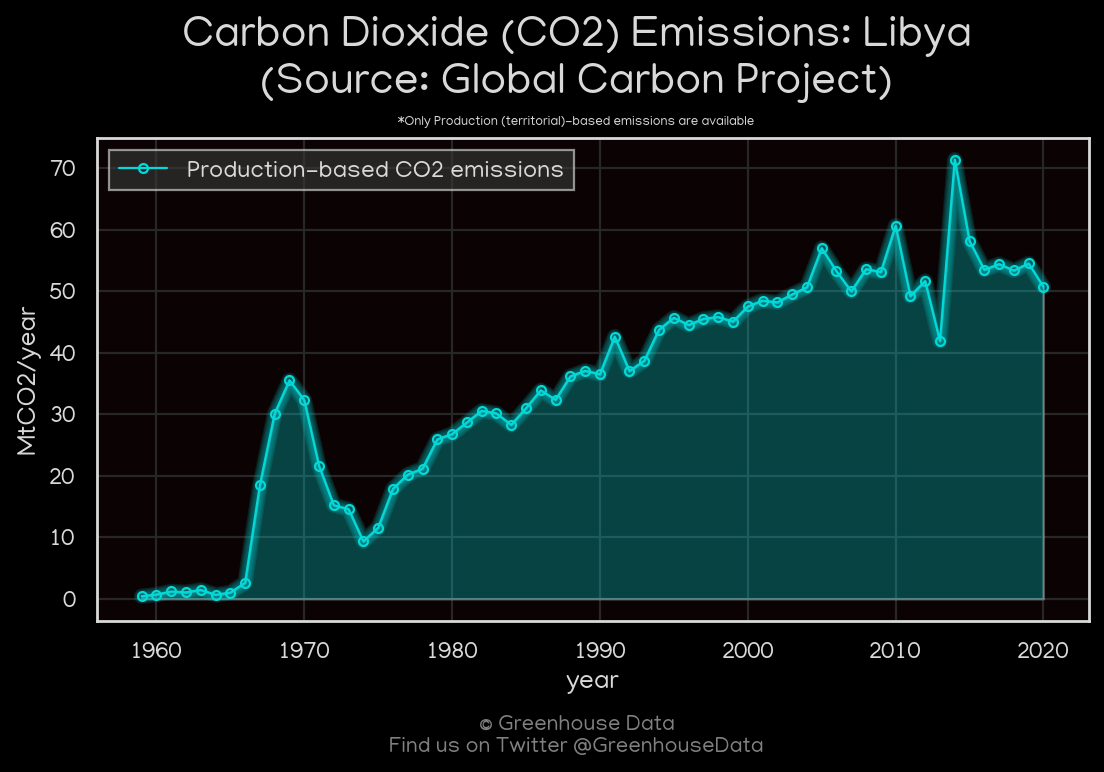 Carbon Dioxide (CO2) Emissions: Libya
(Source: Global Carbon Project)
*Only Production (territorial)-based emissions are available
Production-based CO2 emissions
MtCO2/year
70
60
50
40
30
20
10
0
1960 1970 1980 1990 2000 2010 2020
year
© Greenhouse Data
Find us on Twitter @GreenhouseData